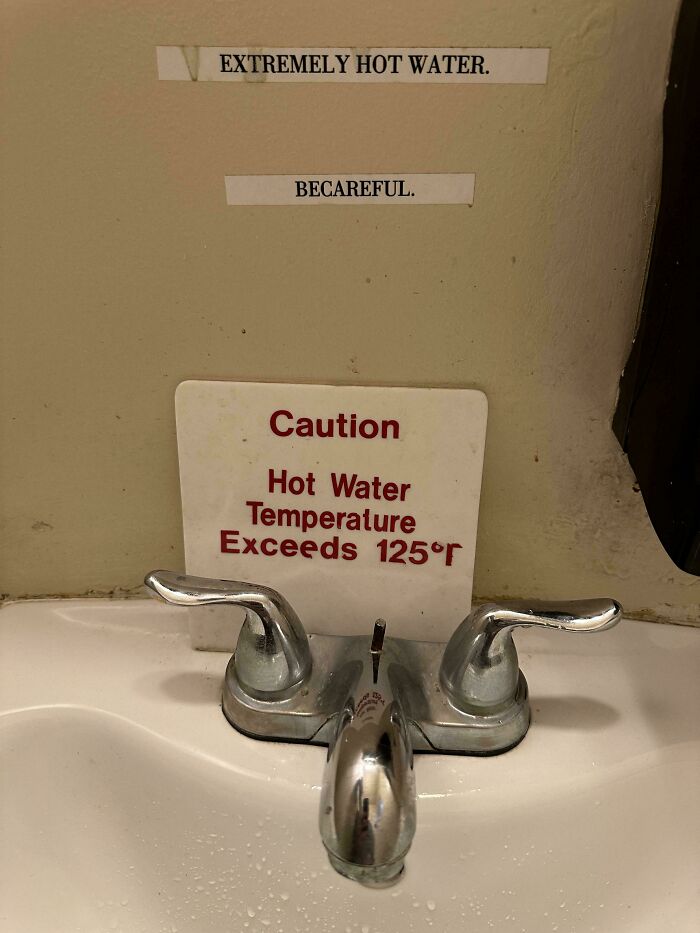 EXTREMELY HOT WATER.
BECAREFUL.
Caution
Hot Water
Temperature
Exceeds 125°F